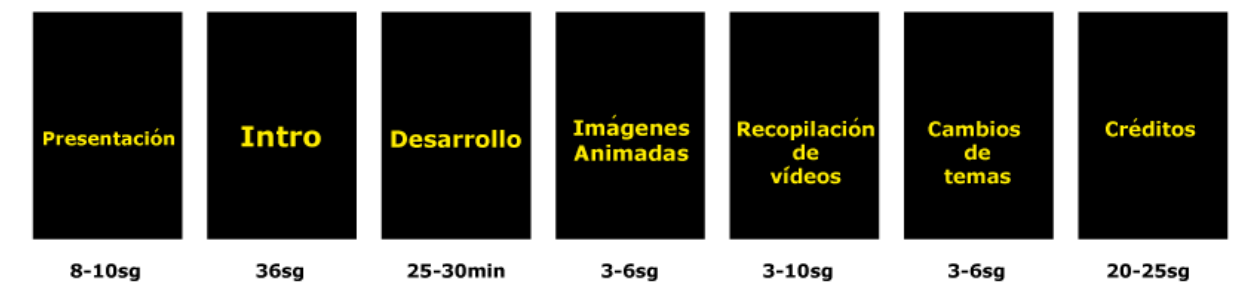 Presentación
Intro
Desarrollo
Imágenes
Animadas
Recopilación
de
vídeos
Cambios
de
temas
Créditos
8-10sg
36sg
25-30min
3-6sg
3-10sg
3-6sg
20-25sg